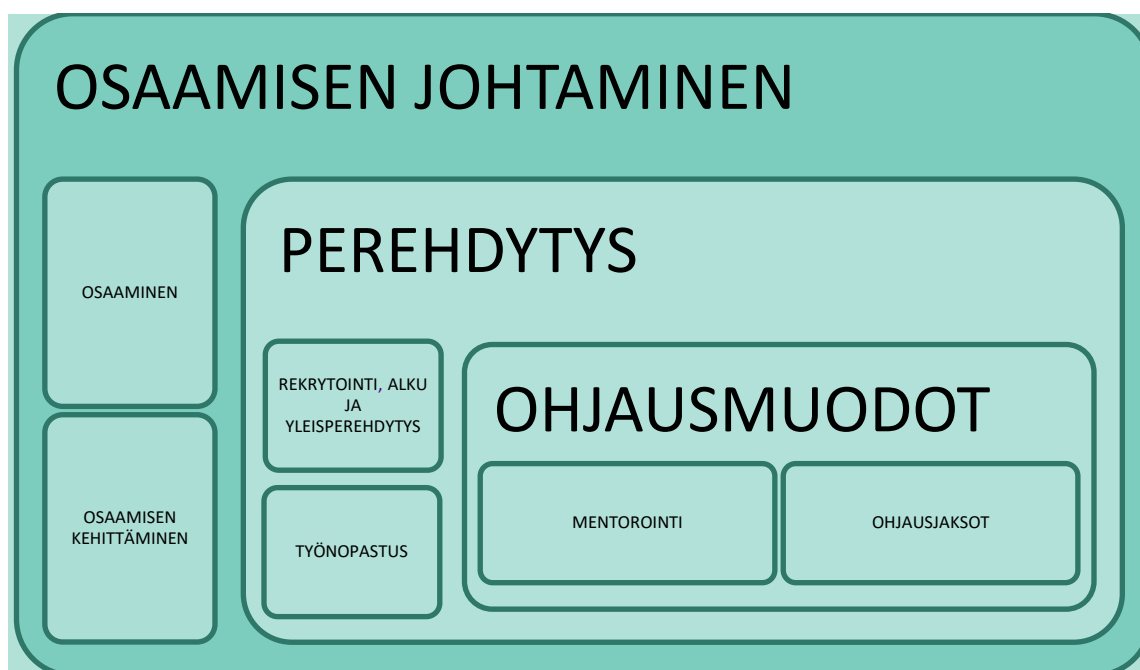 OSAAMISEN JOHTAMINEN
OSAAMINEN
OSAAMISEN
KEHITTÄMINEN
PEREHDYTYS
REKRYTOINTI, ALKU
JA
YLEISPEREHDYTYS
TYÖNOPASTUS
OHJAUSMUODOT
MENTOROINTI
OHJAUSJAKSOT